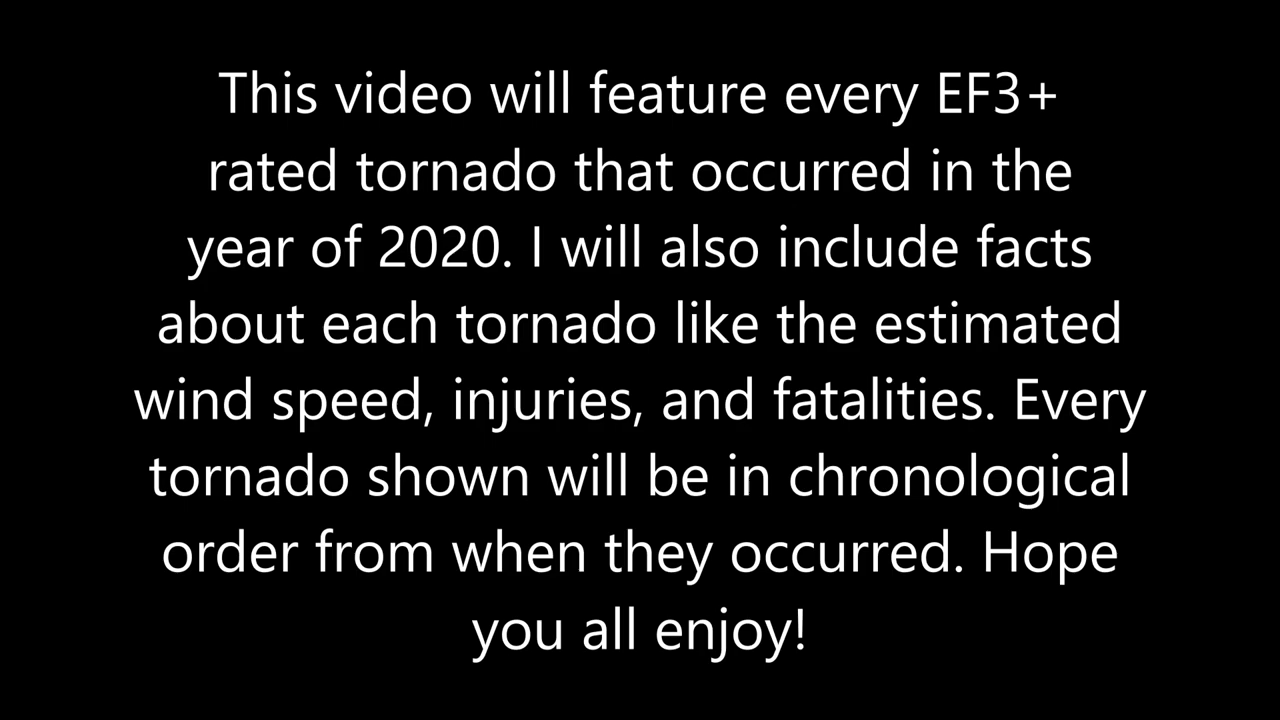 This video will feature every EF3+
rated tornado that occurred in the
year of 2020. I will also include facts
about each tornado like the estimated
wind speed, injuries, and fatalities. Every
tornado shown will be in chronological
order from when they occurred. Hope
you all enjoy!